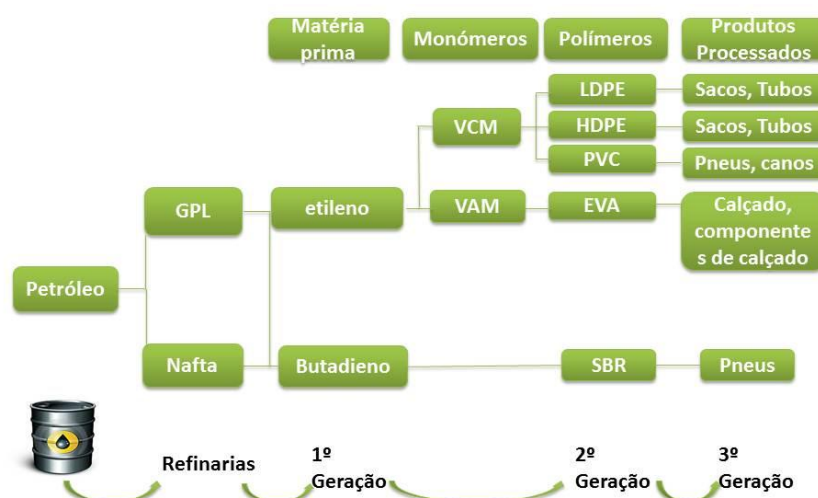 Matéria
prima
Monómeros
Polímeros
Produtos
Processados
LDPE
Sacos, Tubos
VCM
HDPE
Sacos, Tubos
PVC
Pneus, canos
GPL
etileno
VAM
EVA
Calçado,
componente
s de calçado
Petróleo
Nafta
Butadieno
SBR
Pneus
Refinarias
1º
Geração
2º
Geração
3º
Geração